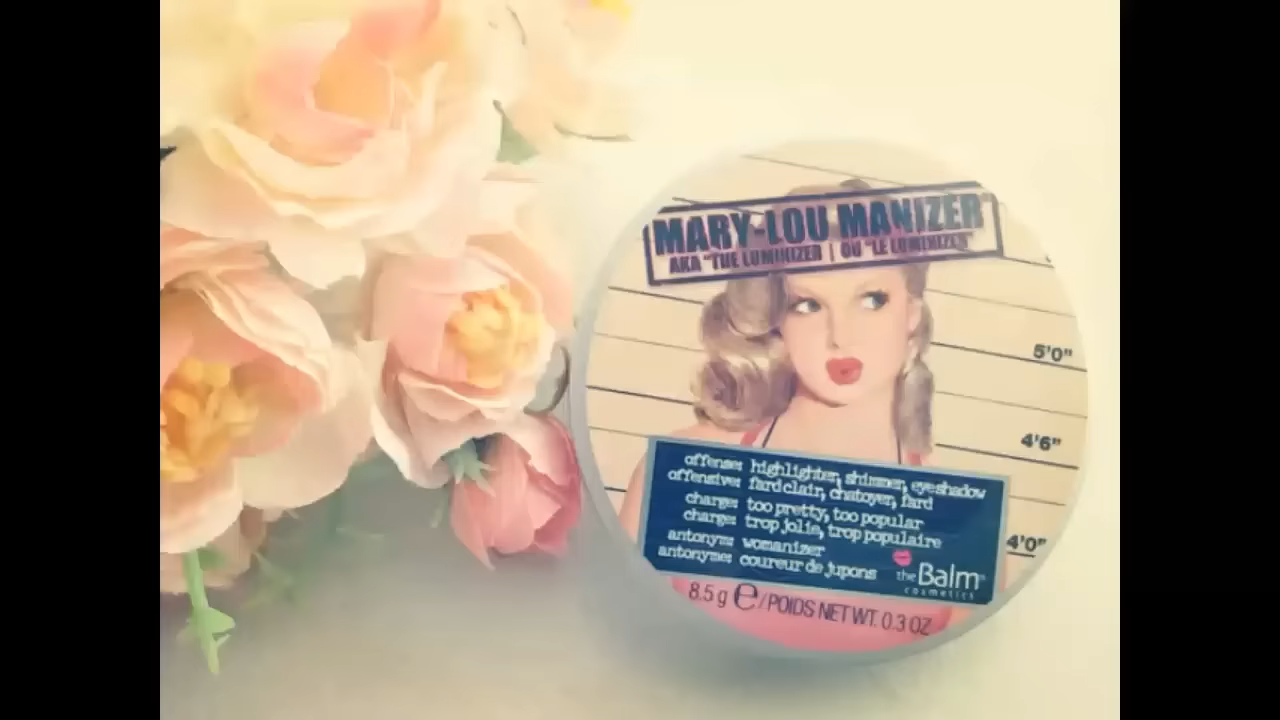 MARY-LOU MANIZER
AKA "THE LUMINIZER | OU "LE LUMINIZER"
5'0"
4'6"
4'0"
offense: highlighter, shimmer, eyeshadow
offensive: fard clair, chatoyer, fard
charge: too pretty, too popular
charge: trop jolie, trop populaire
antonym: womanizer
antonyme: coureur de jupons
theBalm®
cosmetics
8.5 g e / POIDS NET WT. 0.3 OZ